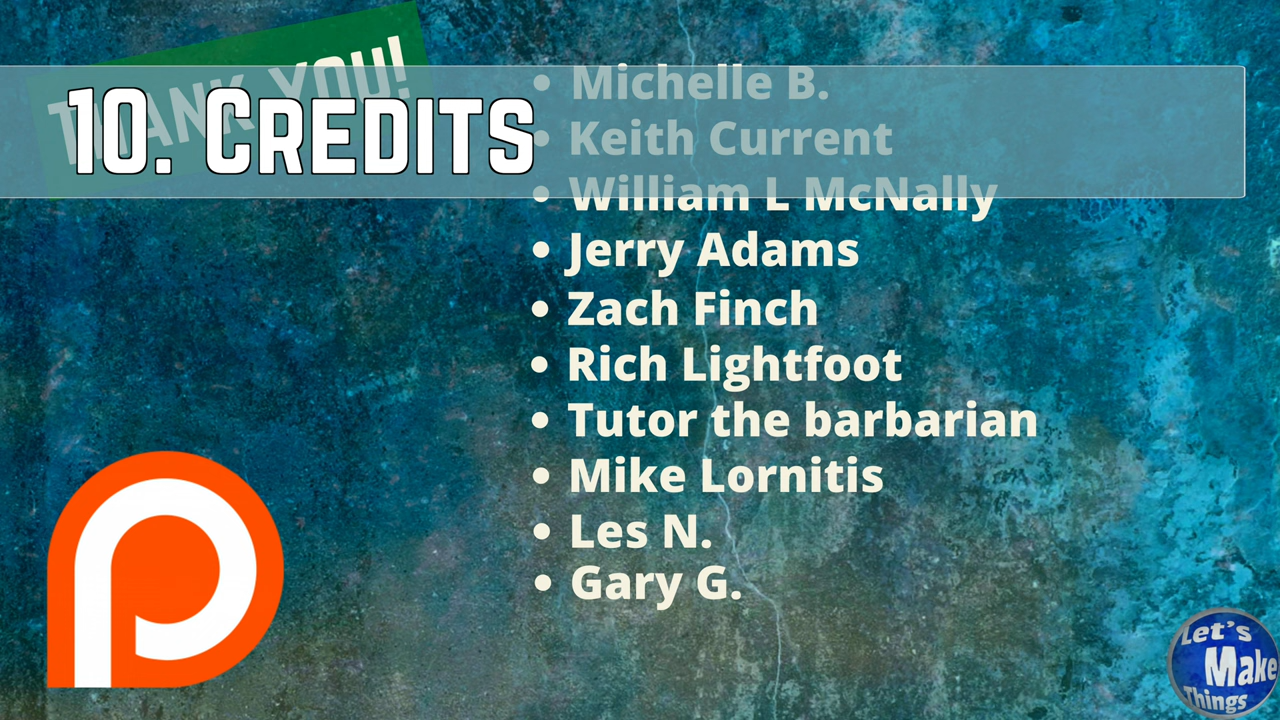 THANK YOU!
10. CREDITS
• Michelle B.
• Keith Current
• William L McNally
• Jerry Adams
• Zach Finch
• Rich Lightfoot
• Tutor the barbarian
• Mike Lornitis
• Les N.
• Gary G.
Let's
Make
Things